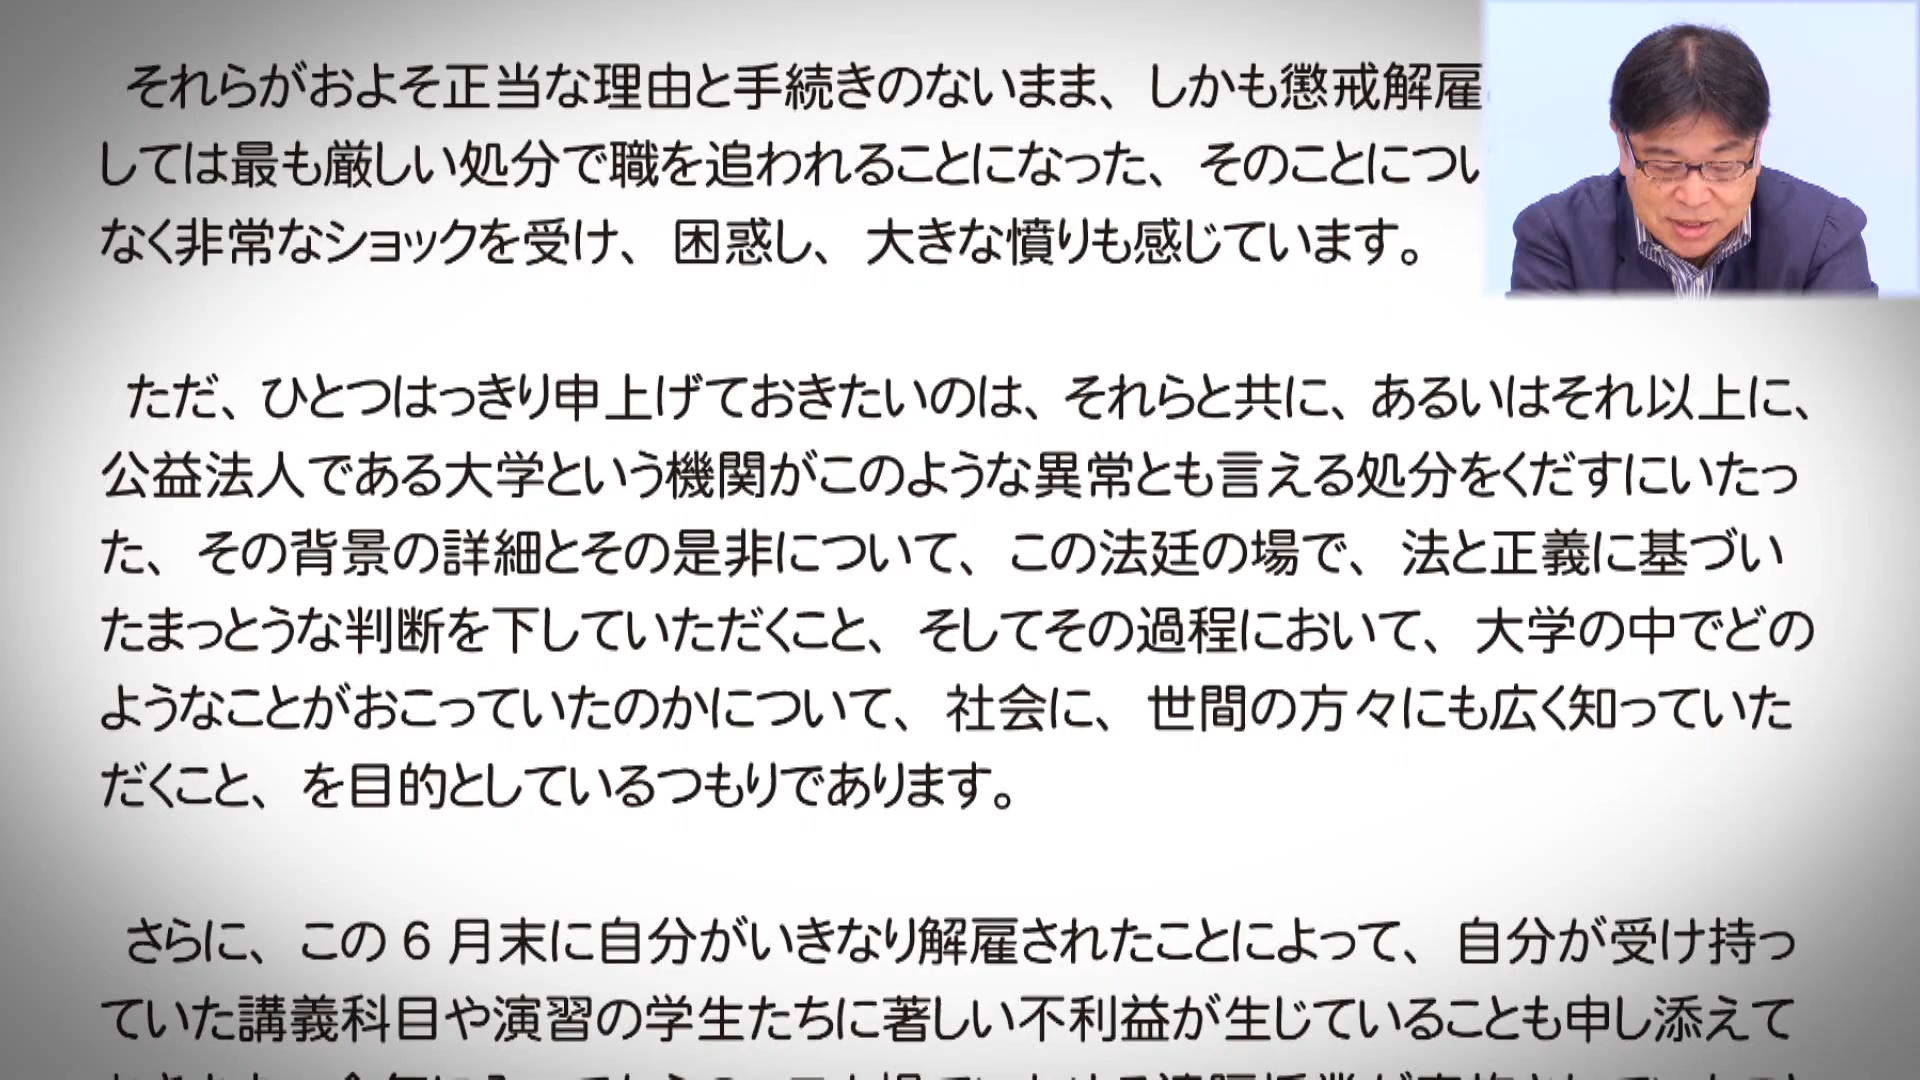 それらがおよそ正当な理由と手続きのないまま、しかも懲戒解雇
しては最も厳しい処分で職を追われることになった、そのことについ
なく非常なショックを受け、困惑し、大きな憤りも感じています。
ただ、ひとつはっきり申上げておきたいのは、それらと共に、あるいはそれ以上に、
公益法人である大学という機関がこのような異常とも言える処分をくだすにいたっ
た、その背景の詳細とその是非について、この法廷の場で、法と正義に基づい
たまっとうな判断を下していただくこと、そしてその過程において、大学の中でどの
ようなことがおこっていたのかについて、社会に、世間の方々にも広く知っていた
だくこと、を目的としているつもりであります。
さらに、この 6 月末に自分がいきなり解雇されたことによって、自分が受け持っ
ていた講義科目や演習の学生たちに著しい不利益が生じていることも申し添えて